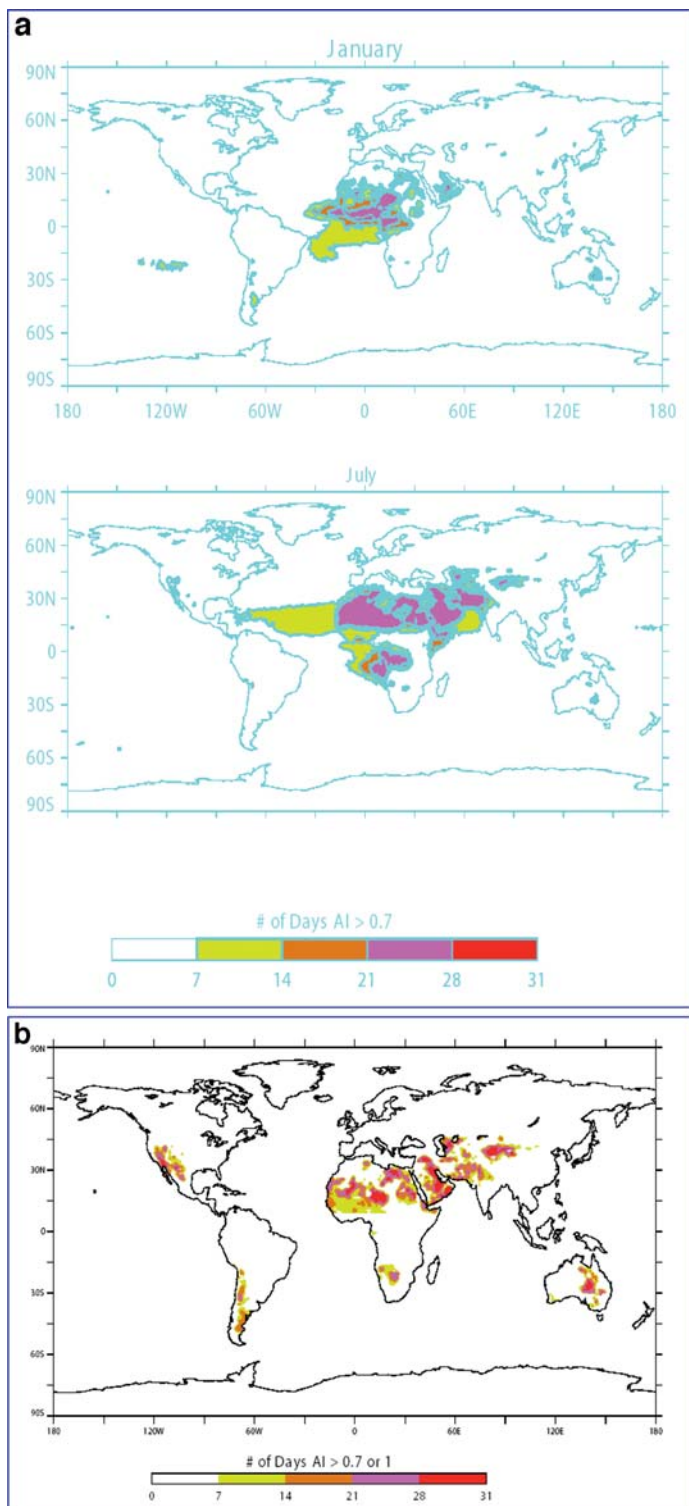 a
January
90N
60N
30N
0
30S
60S
90S
180 120W 60W 0 60E 120E 180
July
90N
60N
30N
0
30S
60S
90S
# of Days AI > 0.7
0 7 14 21 28 31
b
90N
60N
30N
0
30S
60S
90S
180 120W 60W 0 60E 120E 180
# of Days AI > 0.7 or 1
0 7 14 21 28 31